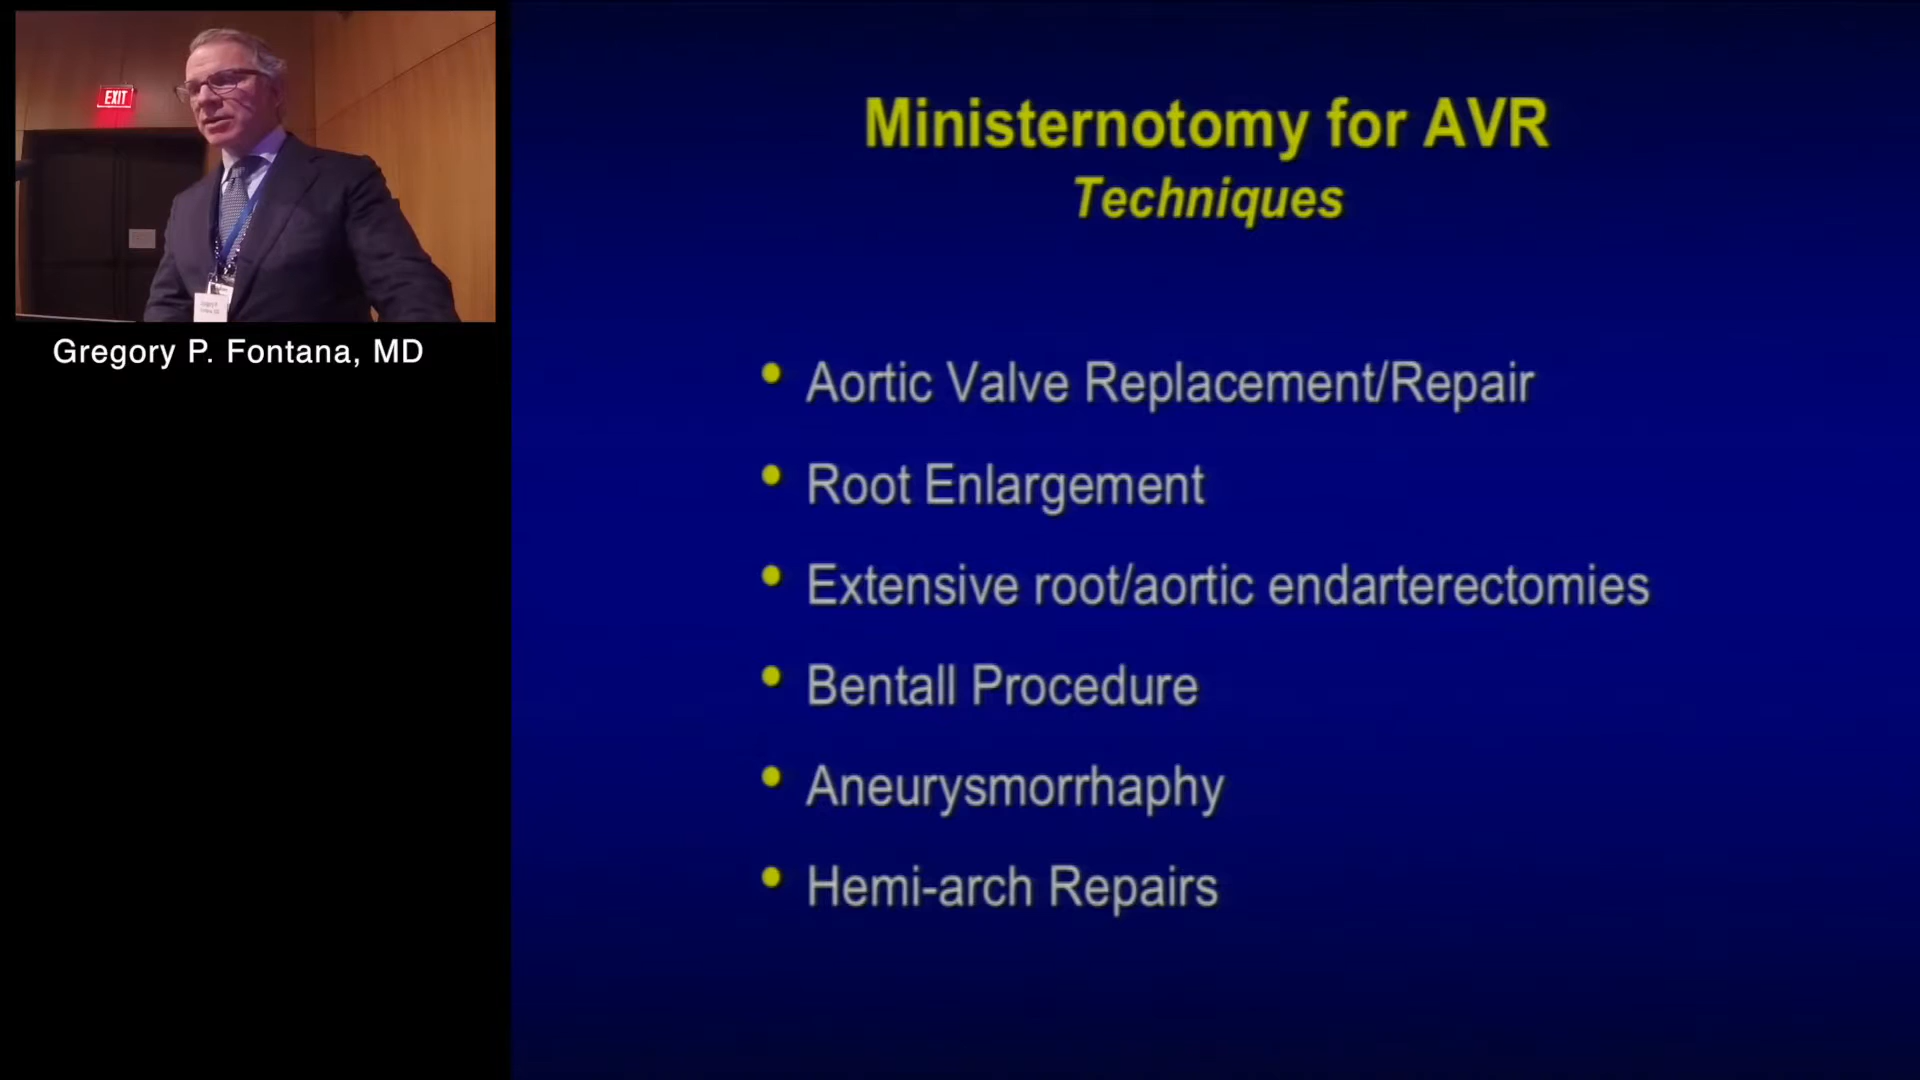 EXIT
Gregory P. Fontana, MD
Ministernotomy for AVR
Techniques
• Aortic Valve Replacement/Repair
• Root Enlargement
• Extensive root/aortic endarterectomies
• Bentall Procedure
• Aneurysmorrhaphy
• Hemi-arch Repairs